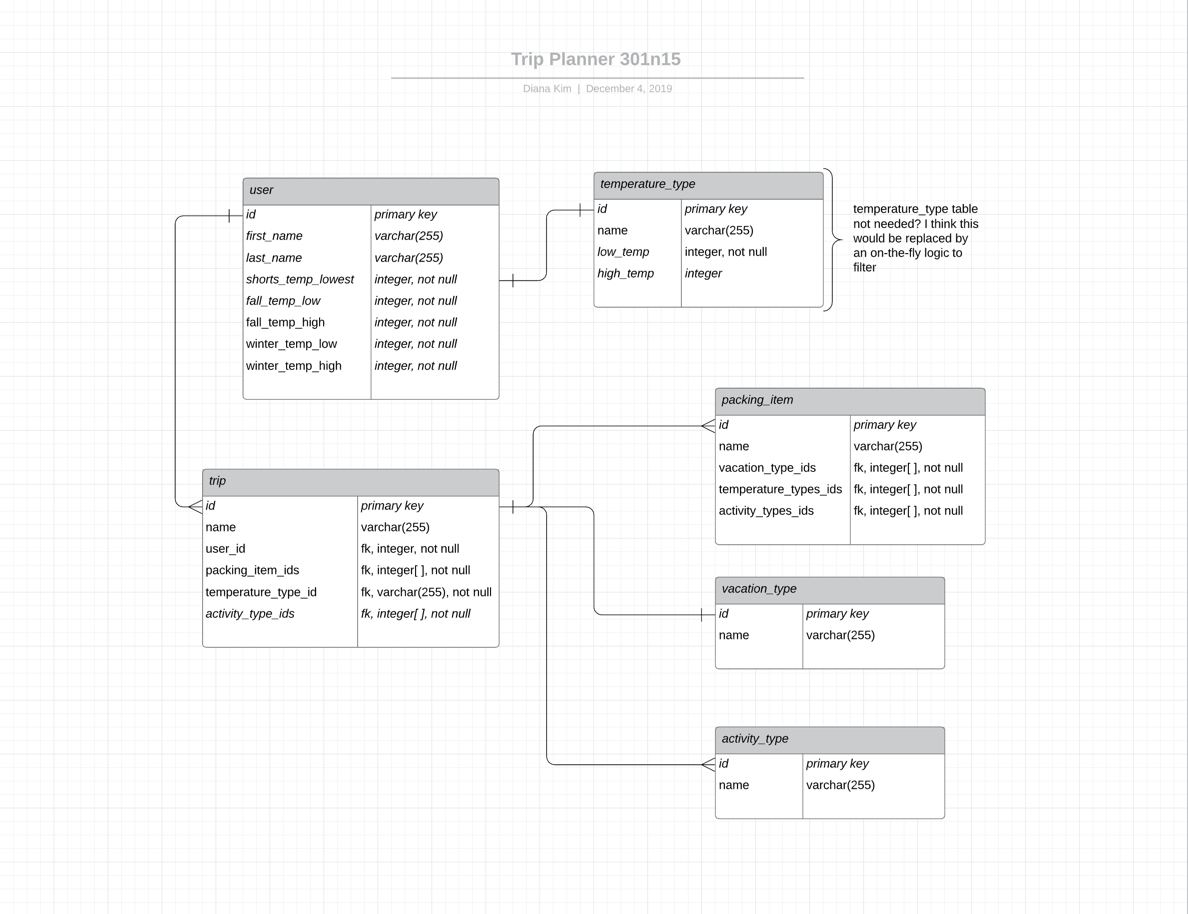 Trip Planner 301n15
Diana Kim | December 4, 2019
user
id primary key
first_name varchar(255)
last_name varchar(255)
shorts_temp_lowest integer, not null
fall_temp_low integer, not null
fall_temp_high integer, not null
winter_temp_low integer, not null
winter_temp_high integer, not null
temperature_type
id primary key
name varchar(255)
low_temp integer, not null
high_temp integer
temperature_type table
not needed? I think this
would be replaced by
an on-the-fly logic to
filter
packing_item
id primary key
name varchar(255)
vacation_type_ids fk, integer[ ], not null
temperature_types_ids fk, integer[ ], not null
activity_types_ids fk, integer[ ], not null
trip
id primary key
name varchar(255)
user_id fk, integer, not null
packing_item_ids fk, integer[ ], not null
temperature_type_id fk, varchar(255), not null
activity_type_ids fk, integer[ ], not null
vacation_type
id primary key
name varchar(255)
activity_type
id primary key
name varchar(255)